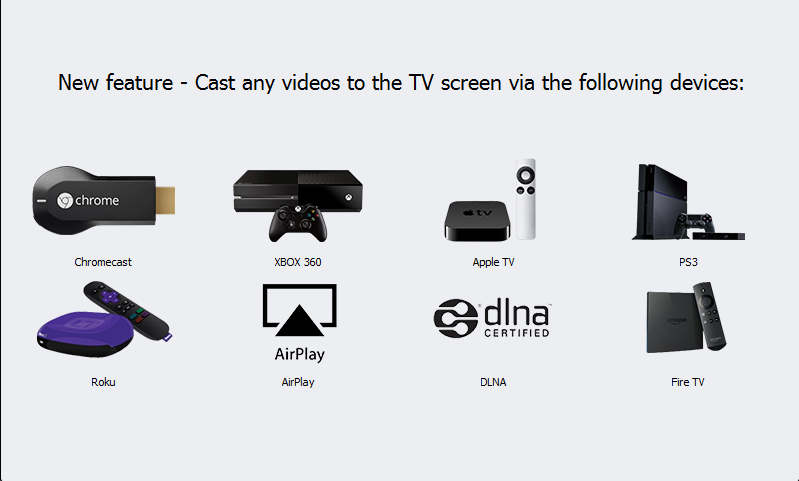 New feature - Cast any videos to the TV screen via the following devices:
chrome
tv
Chromecast
XBOX 360
Apple TV
PS3
AirPlay
dlna
CERTIFIED
amazon
Roku
AirPlay
DLNA
Fire TV